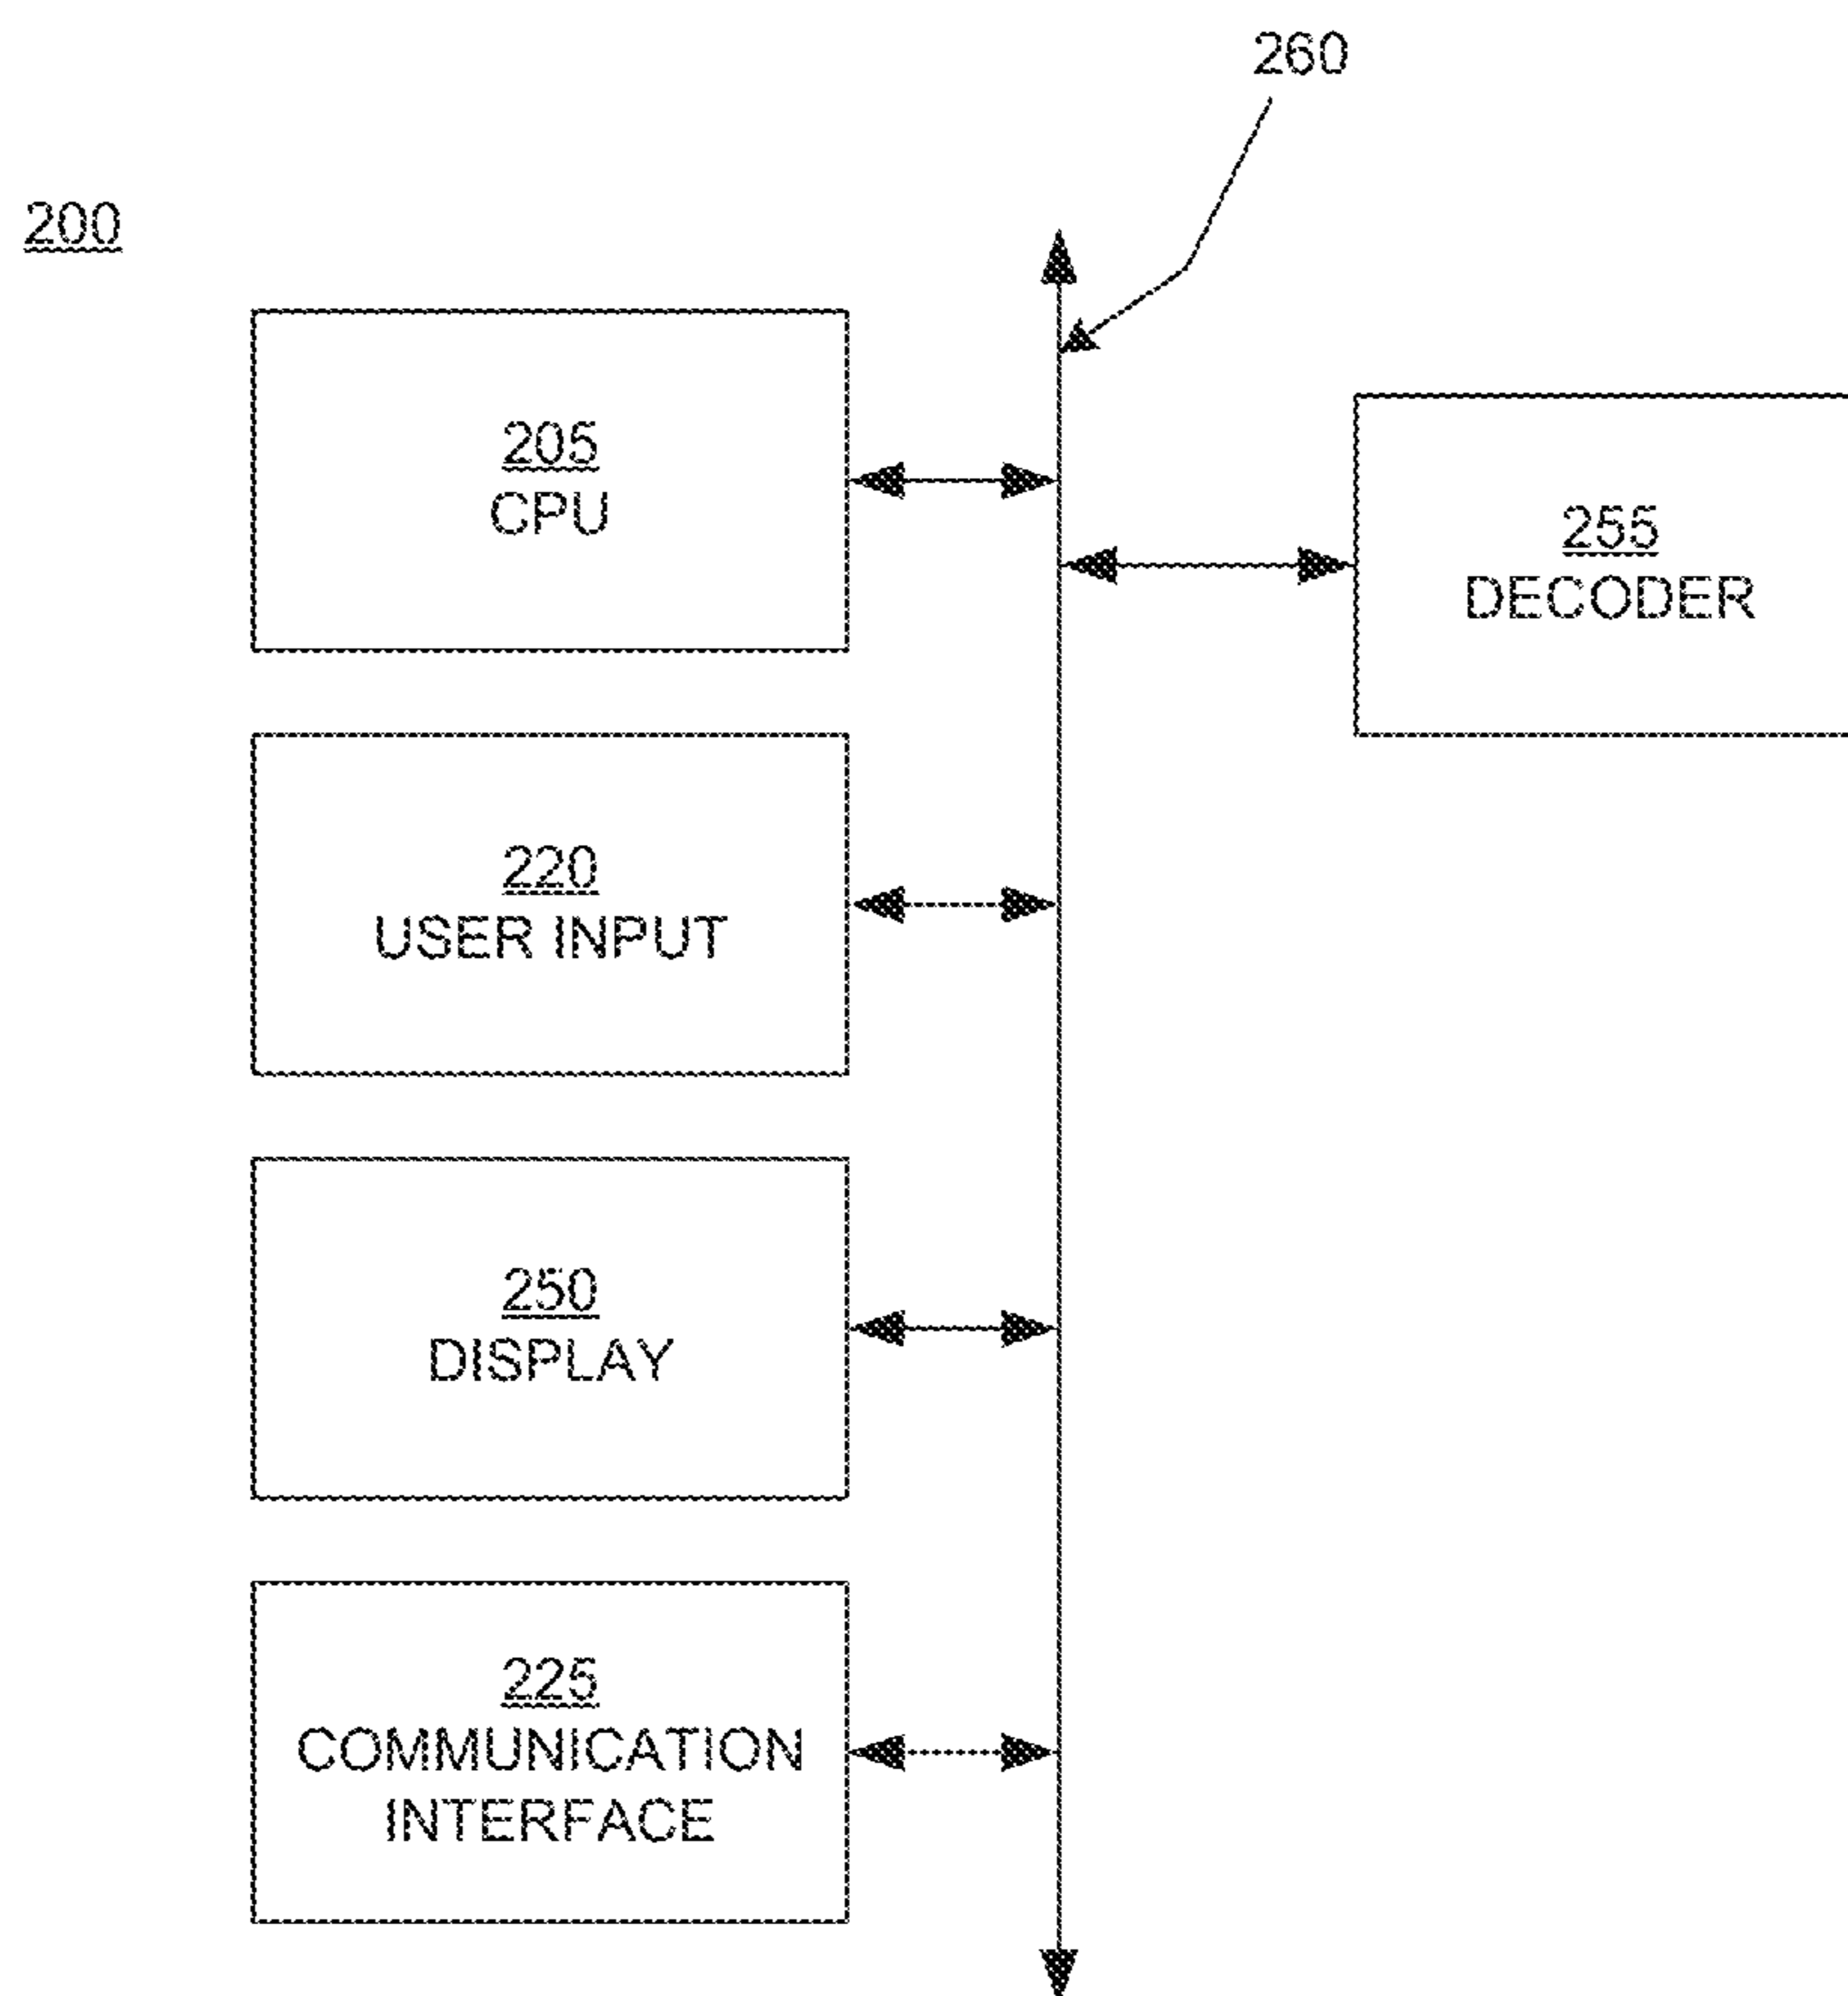 260
200
205
CPU
255
DECODER
220
USER INPUT
250
DISPLAY
225
COMMUNICATION
INTERFACE